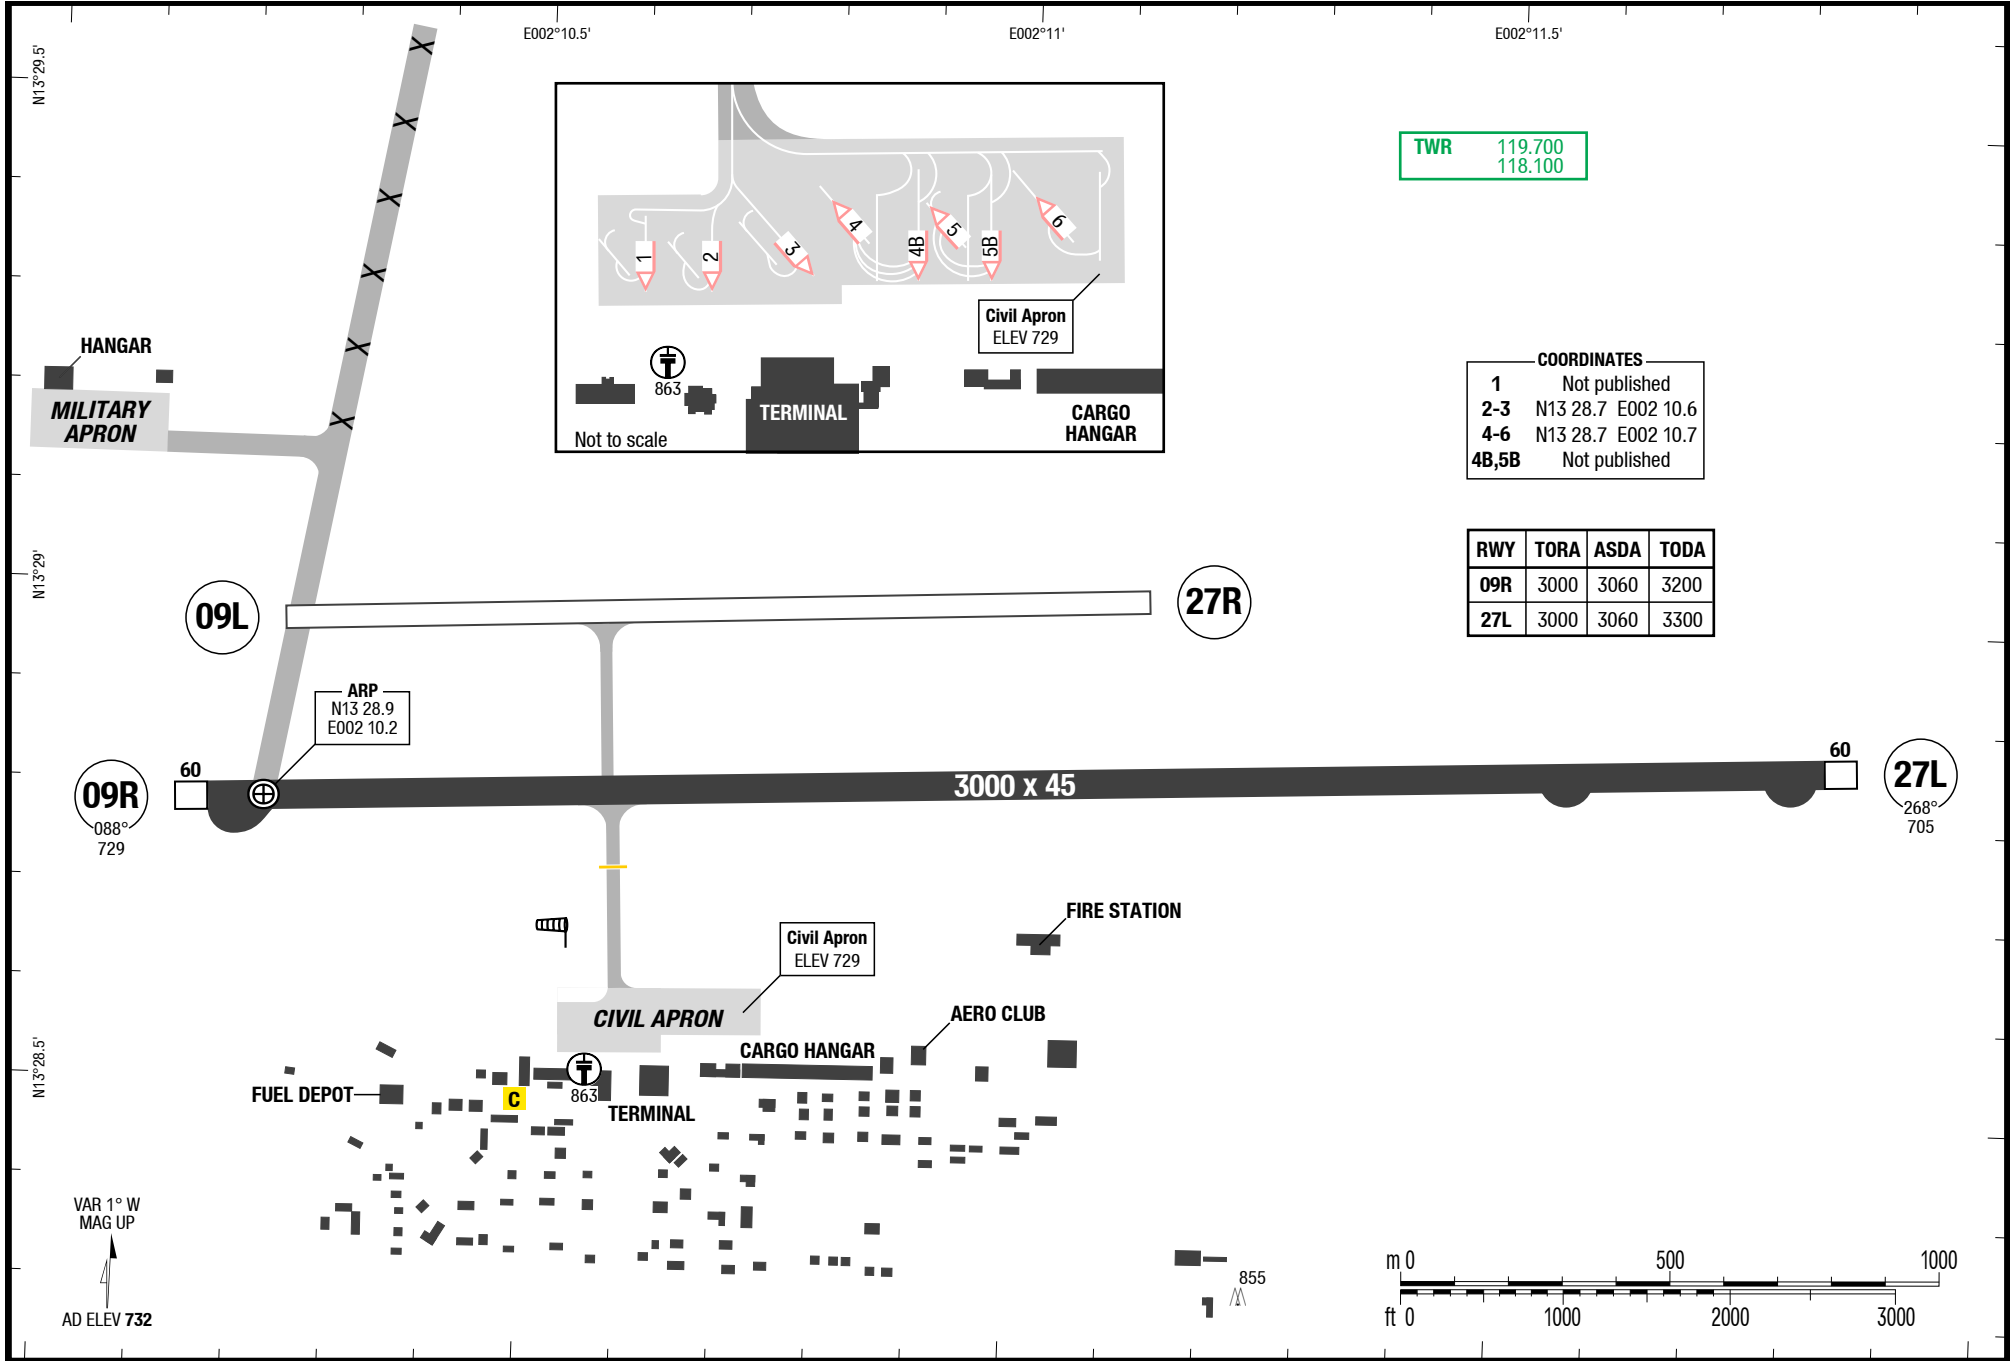 E002°10.5'
E002°11'
E002°11.5'
N13°29.5'
TWR 119.700
118.100
1
2
3
4
4B
5
5B
6
Civil Apron
ELEV 729
863
TERMINAL
CARGO
HANGAR
Not to scale
HANGAR
MILITARY
APRON
COORDINATES
1 Not published
2-3 N13 28.7 E002 10.6
4-6 N13 28.7 E002 10.7
4B,5B Not published
N13°29'
RWY TORA ASDA TODA
09R 3000 3060 3200
27L 3000 3060 3300
09L
27R
ARP
N13 28.9
E002 10.2
60
09R
088°
729
3000 x 45
60
27L
268°
705
FIRE STATION
Civil Apron
ELEV 729
CIVIL APRON
AERO CLUB
N13°28.5'
CARGO HANGAR
FUEL DEPOT
C
863
TERMINAL
VAR 1° W
MAG UP
AD ELEV 732
855
m 0 500 1000
ft 0 1000 2000 3000